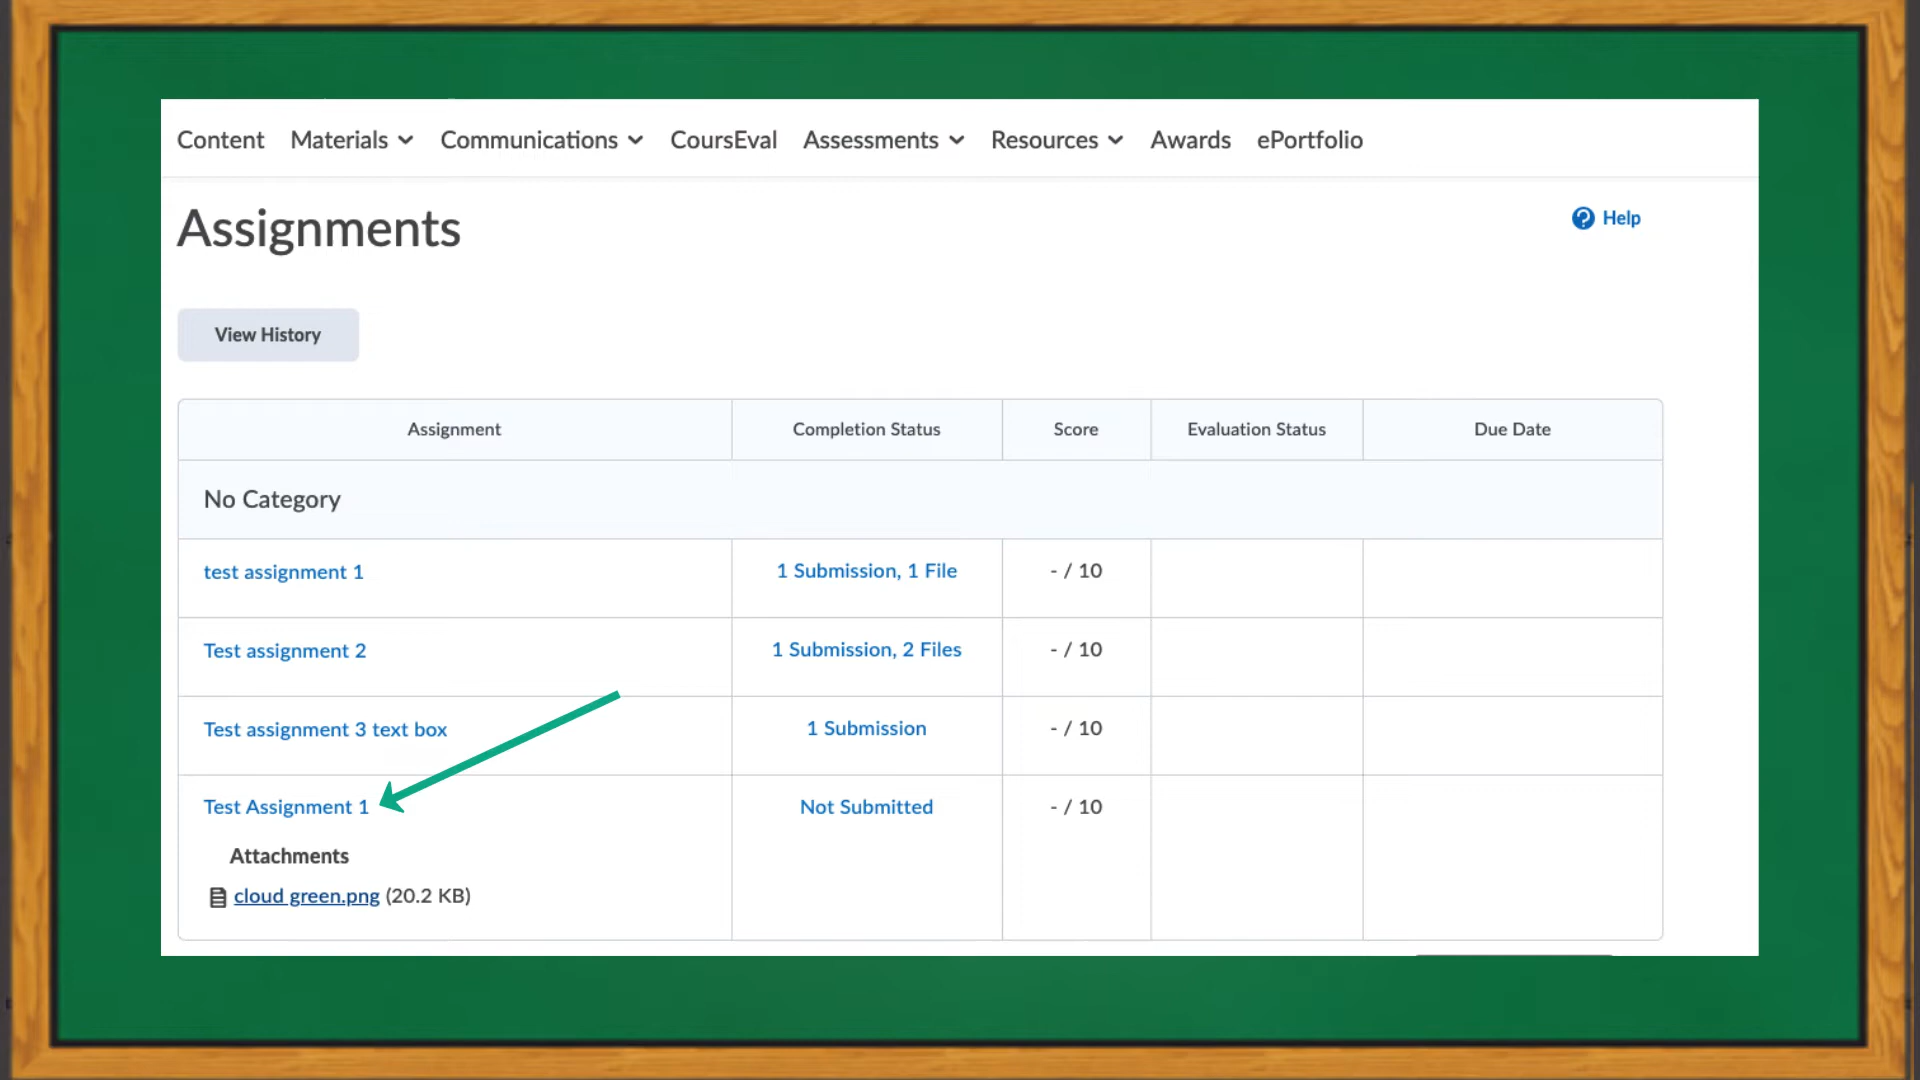 Content Materials Communications CoursEval Assessments Resources Awards ePortfolio
Assignments
Help
View History
Assignment Completion Status Score Evaluation Status Due Date
No Category
test assignment 1 1 Submission, 1 File - / 10
Test assignment 2 1 Submission, 2 Files - / 10
Test assignment 3 text box 1 Submission - / 10
Test Assignment 1 Not Submitted - / 10
Attachments
cloud green.png (20.2 KB)